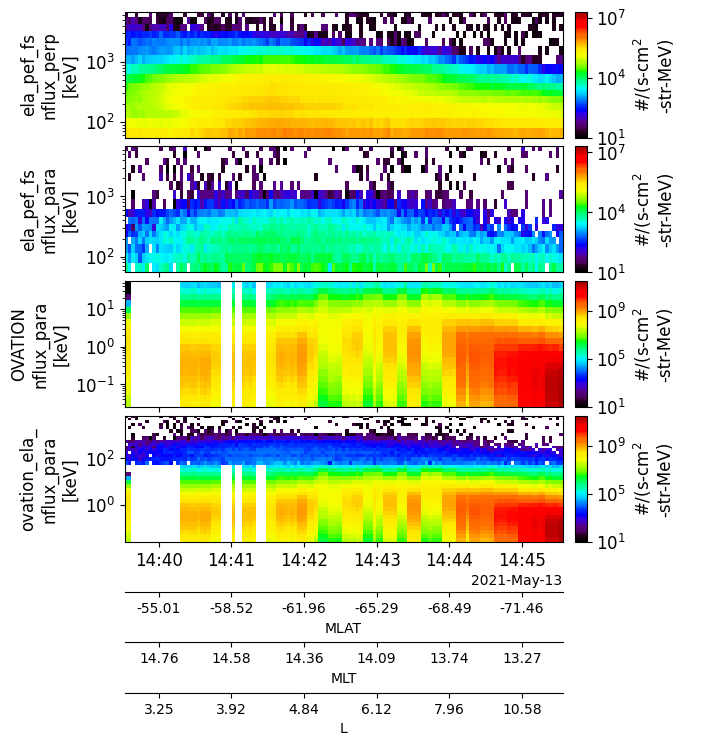 ela_pef_fs
nflux_perp
[keV]
10³
10²
10⁷
10⁴
10¹
#/(s-cm²
-str-MeV)
ela_pef_fs
nflux_para
[keV]
10³
10²
10⁷
10⁴
10¹
#/(s-cm²
-str-MeV)
OVATION
nflux_para
[keV]
10¹
10⁰
10⁻¹
10⁹
10⁵
10¹
#/(s-cm²
-str-MeV)
ovation_ela_
nflux_para
[keV]
10²
10⁰
10⁹
10⁵
10¹
#/(s-cm²
-str-MeV)
14:40 14:41 14:42 14:43 14:44 14:45
2021-May-13
-55.01 -58.52 -61.96 -65.29 -68.49 -71.46
MLAT
14.76 14.58 14.36 14.09 13.74 13.27
MLT
3.25 3.92 4.84 6.12 7.96 10.58
L